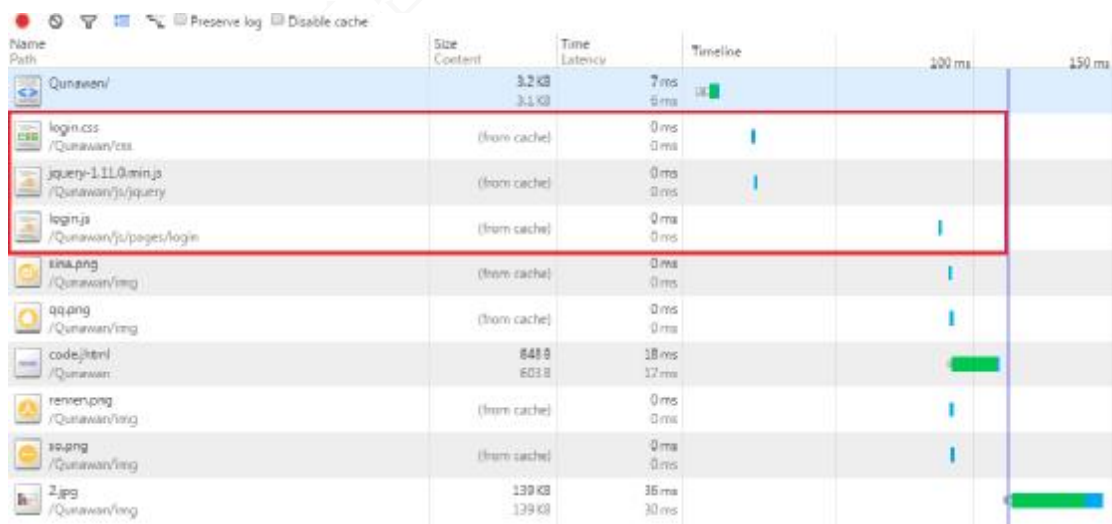 Preserve log Disable cache
Name Size Time Timeline
Path Content Latency 100 ms 150 ms
Qunawan/ 3.2 KB 7 ms
3.1 KB 6 ms
login.css (from cache) 0 ms
/Qunawan/css 0 ms
jquery-1.11.0.min.js (from cache) 0 ms
/Qunawan/js/jquery 0 ms
login.js (from cache) 0 ms
/Qunawan/js/pages/login 0 ms
sina.png (from cache) 0 ms
/Qunawan/img 0 ms
qq.png (from cache) 0 ms
/Qunawan/img 0 ms
code.jhtml 848 B 18 ms
/Qunawan 603 B 17 ms
renren.png (from cache) 0 ms
/Qunawan/img 0 ms
so.png (from cache) 0 ms
/Qunawan/img 0 ms
2.jpg 139 KB 36 ms
/Qunawan/img 139 KB 30 ms